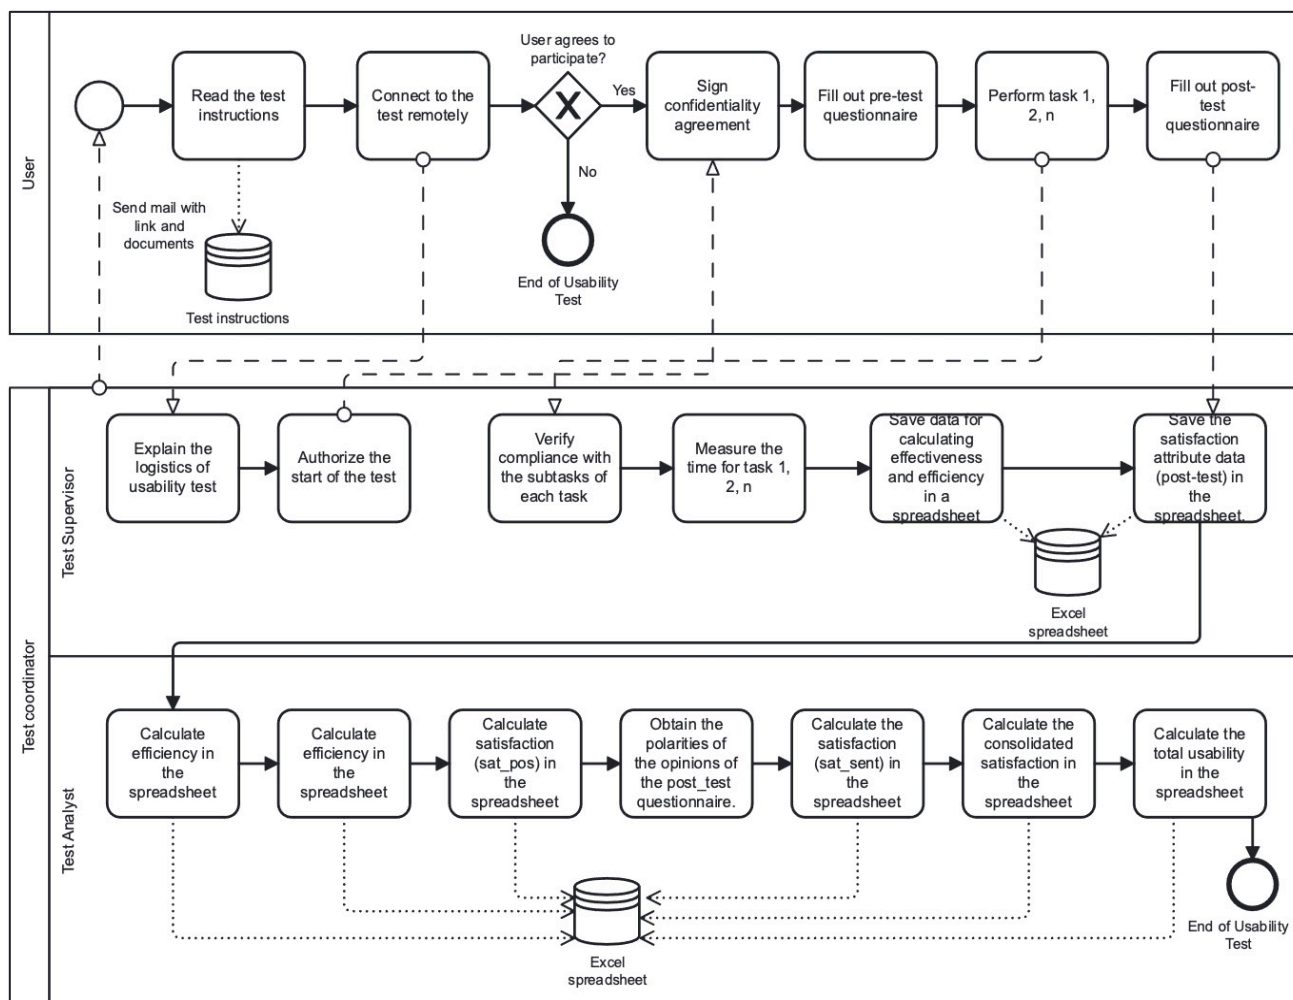 User agrees to
participate?
Read the test
instructions
Connect to the
test remotely
X
Yes
Sign
confidentiality
agreement
Fill out pre-test
questionnaire
Perform task 1,
2, n
Fill out post-
test
questionnaire
User
No
Send mail with
link and
documents
End of Usability
Test
Test instructions
Test coordinator
Test Supervisor
Explain the
logistics of
usability test
Authorize the
start of the test
Verify
compliance with
the subtasks of
each task
Measure the
time for task 1,
2, n
Save data for
calculating
effectiveness
and efficiency
in a
spreadsheet
Save the
satisfaction
attribute data
(post-test) in
the
spreadsheet.
Excel
spreadsheet
Test Analyst
Calculate
efficiency in
the
spreadsheet
Calculate
efficiency in
the
spreadsheet
Calculate
satisfaction
(sat_pos) in
the
spreadsheet
Obtain the
polarities of
the opinions of
the post_test
questionnaire.
Calculate the
satisfaction
(sat_sent) in
the
spreadsheet
Calculate the
consolidated
satisfaction in
the
spreadsheet
Calculate the
total usability
in the
spreadsheet
End of Usability
Test
Excel
spreadsheet